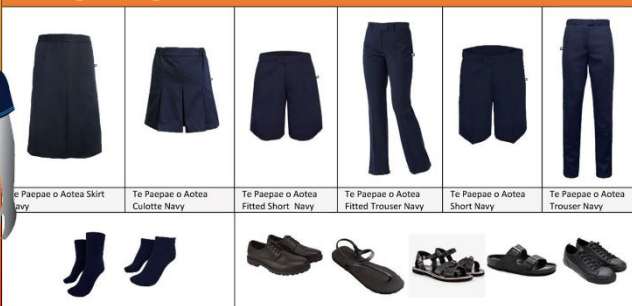 Te Paepae o Aotea Skirt
Te Paepae o Aotea
Culotte Navy
Te Paepae o Aotea
Fitted Short Navy
Te Paepae o Aotea
Fitted Trouser Navy
Te Paepae o Aotea
Short Navy
Te Paepae o Aotea
Trouser Navy